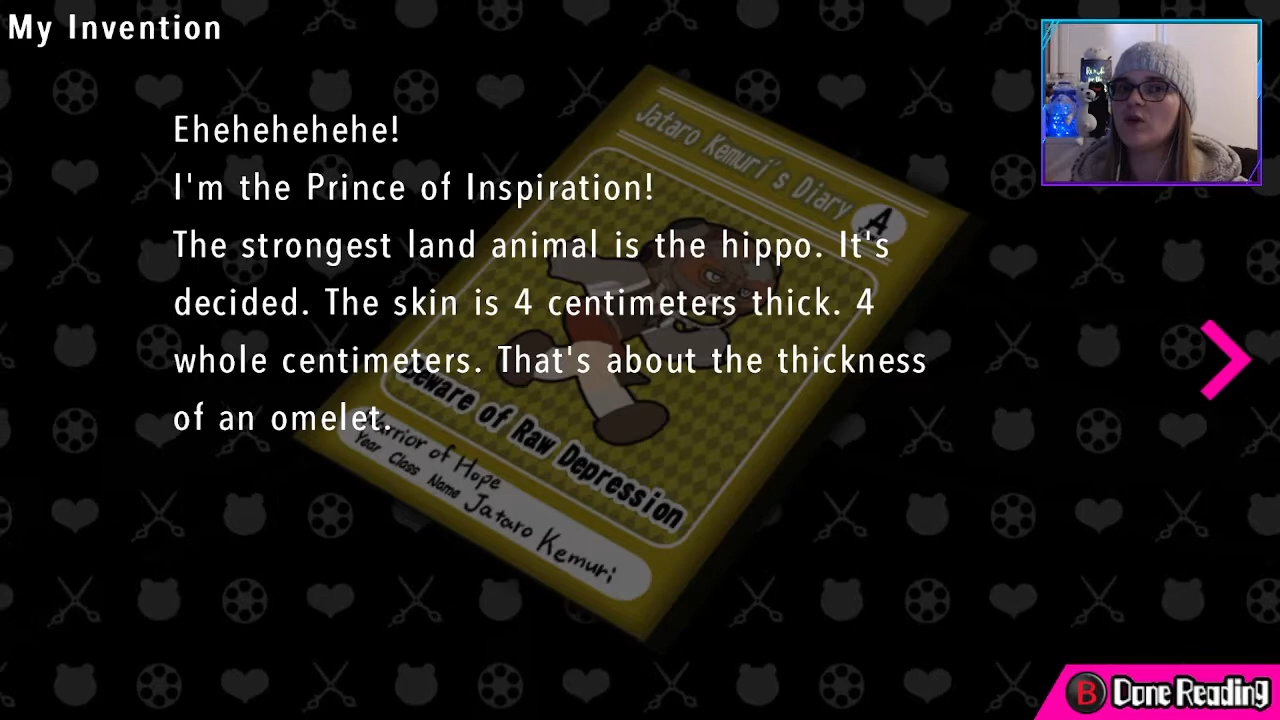 My Invention
Ehehehehehe!
I'm the Prince of Inspiration!
The strongest land animal is the hippo. It's
decided. The skin is 4 centimeters thick. 4
whole centimeters. That's about the thickness
of an omelet.
Jataro Kemuri's Diary
A
Beware of Raw Depression
Warrior of Hope
Year Class Name Jataro Kemuri
B Done Reading